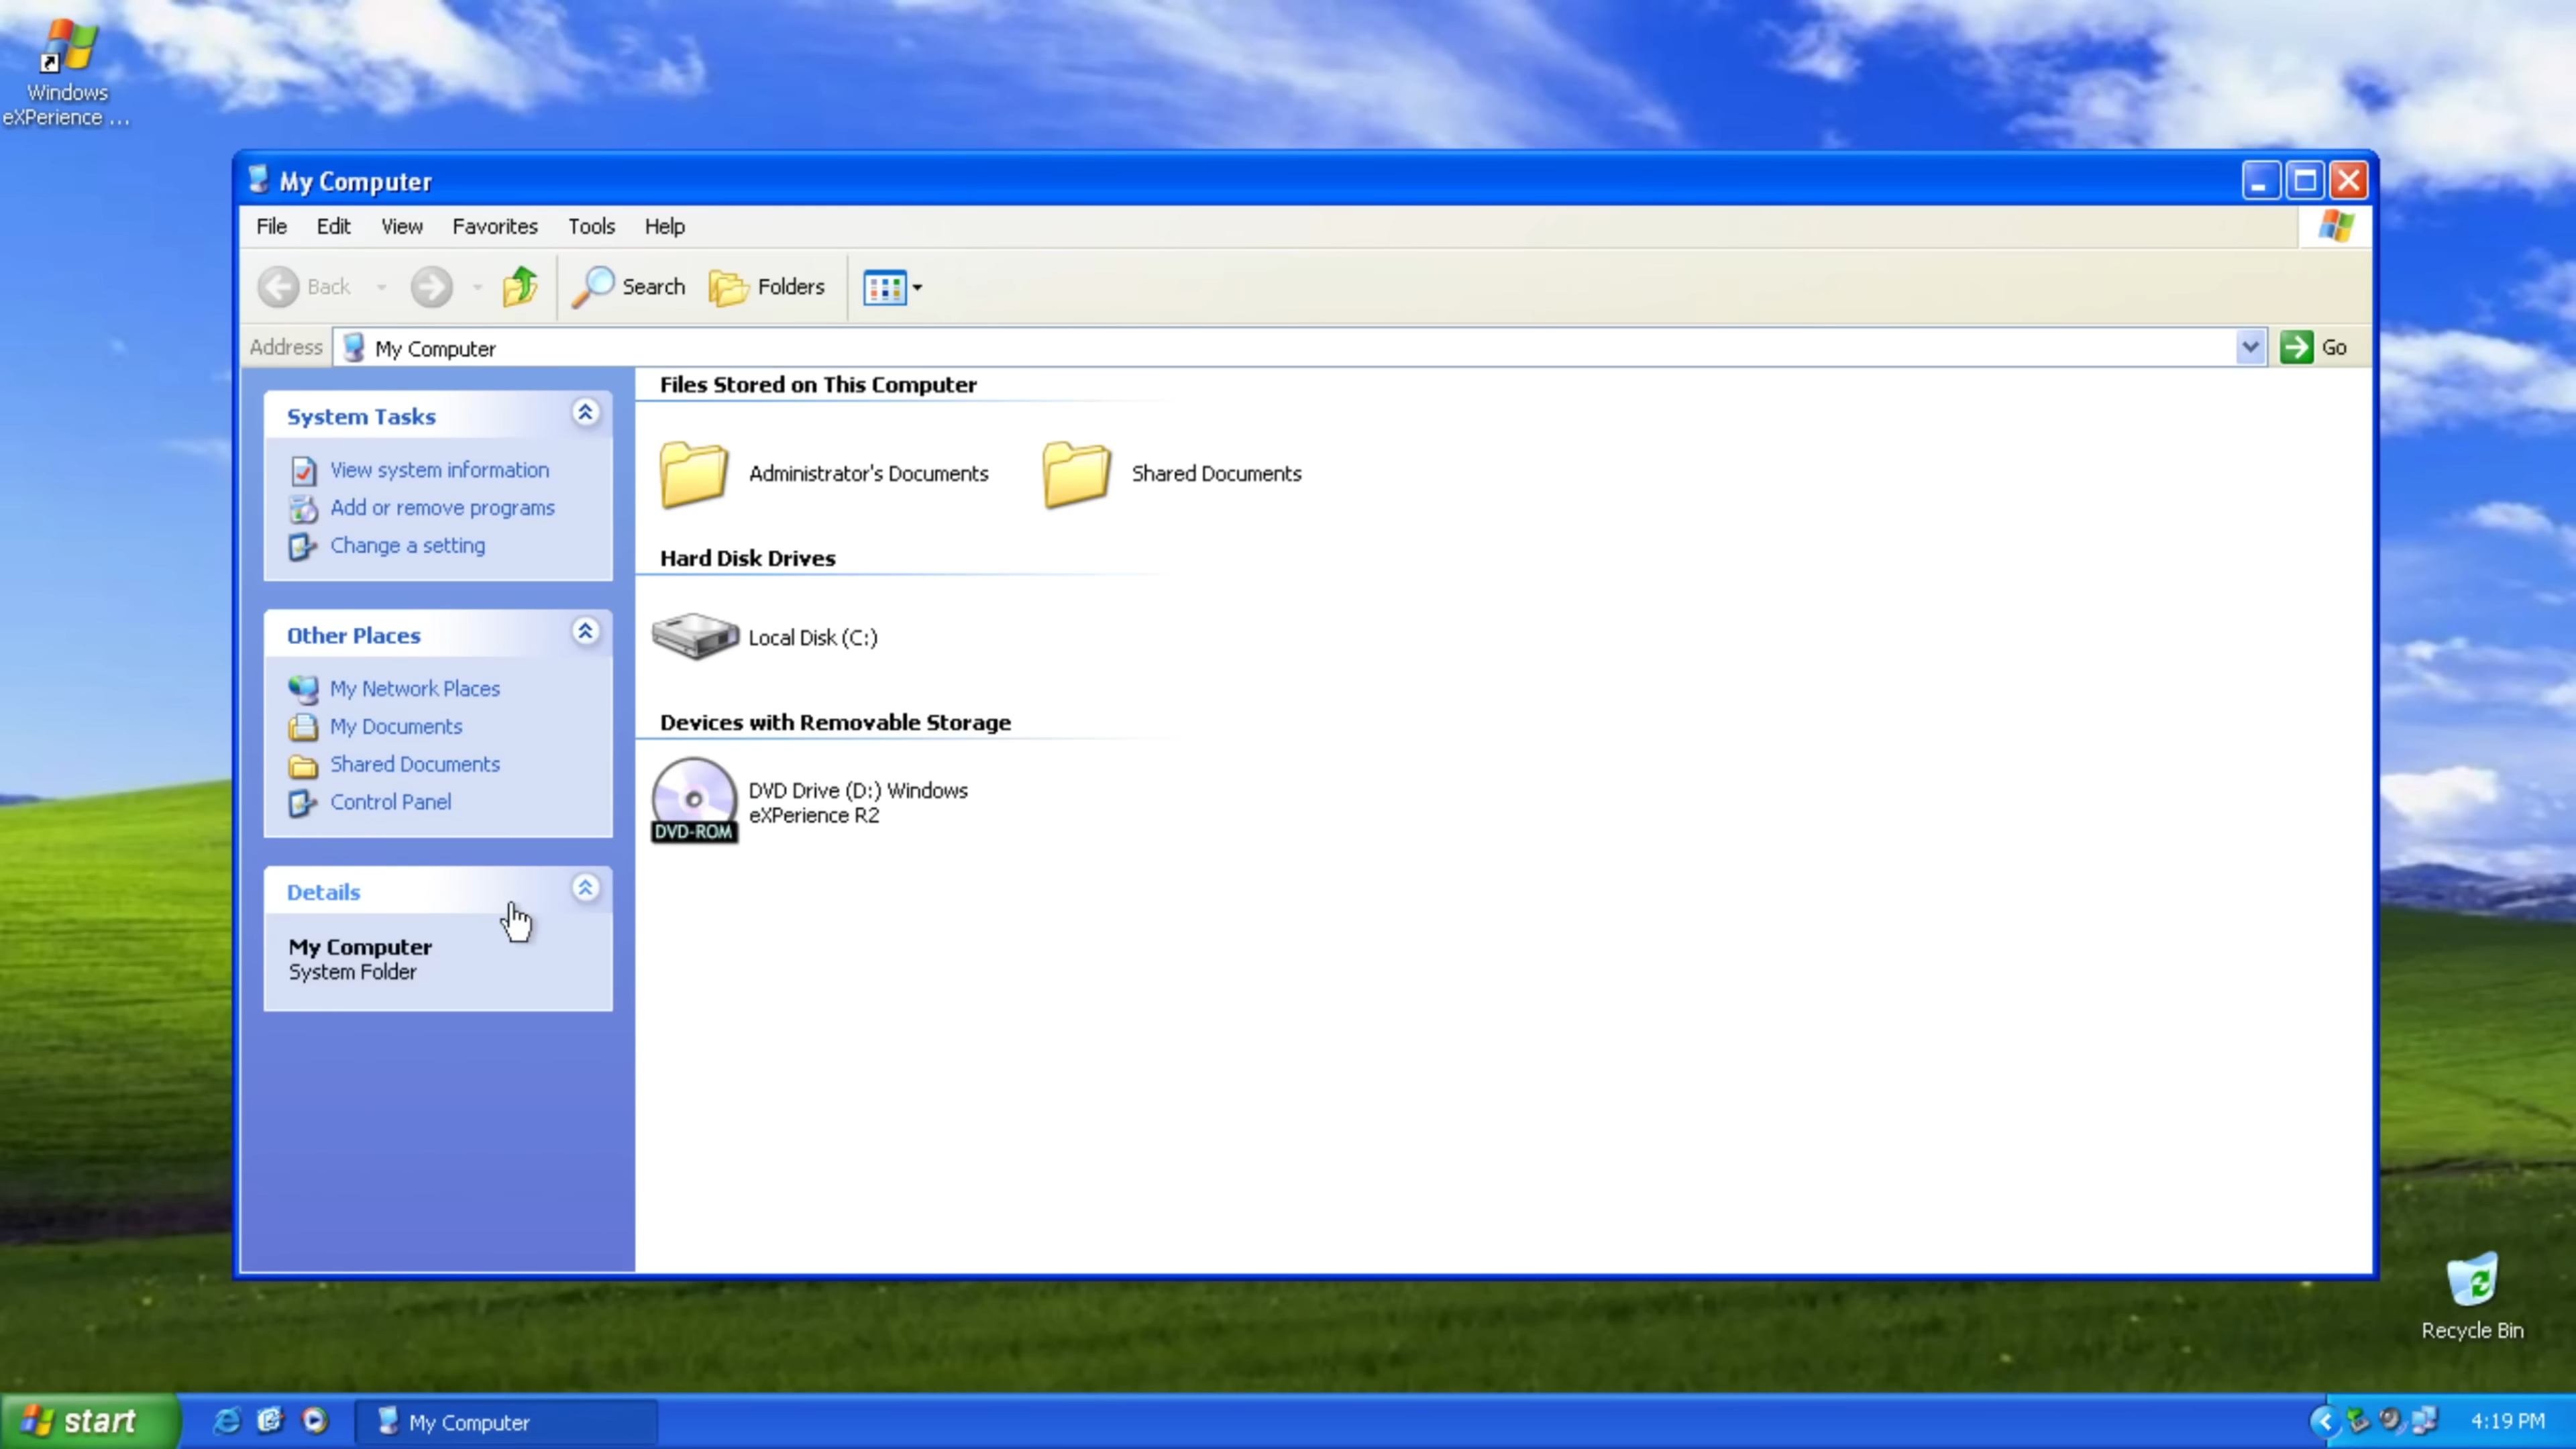 Windows
eXPerience ...
My Computer
File Edit View Favorites Tools Help
Back Search Folders
Address My Computer Go
System Tasks
View system information
Add or remove programs
Change a setting
Other Places
My Network Places
My Documents
Shared Documents
Control Panel
Details
My Computer
System Folder
Files Stored on This Computer
Administrator's Documents Shared Documents
Hard Disk Drives
Local Disk (C:)
Devices with Removable Storage
DVD-ROM
DVD Drive (D:) Windows
eXPerience R2
Recycle Bin
start My Computer 4:19 PM